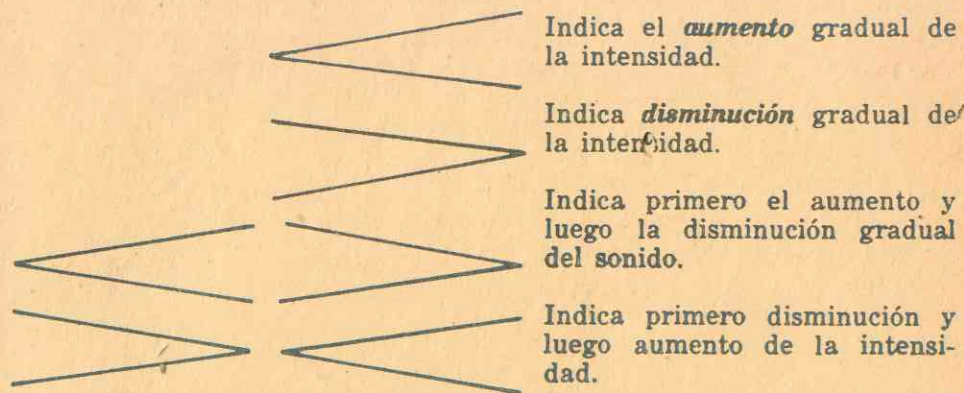 Indica el aumento gradual de
la intensidad.
Indica disminución gradual de
la intensidad.
Indica primero el aumento y
luego la disminución gradual
del sonido.
Indica primero disminución y
luego aumento de la intensi-
dad.